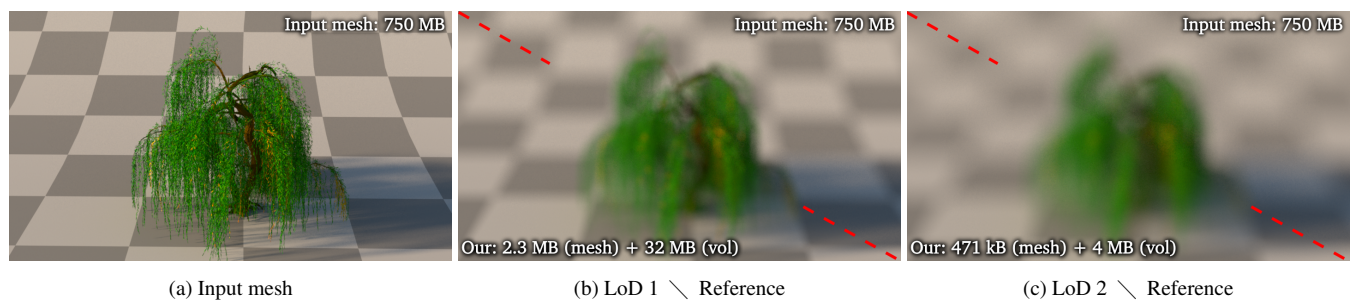 Input mesh: 750 MB
Input mesh: 750 MB
Input mesh: 750 MB
Our: 2.3 MB (mesh) + 32 MB (vol)
Our: 471 kB (mesh) + 4 MB (vol)
(a) Input mesh
(b) LoD 1 \ Reference
(c) LoD 2 \ Reference